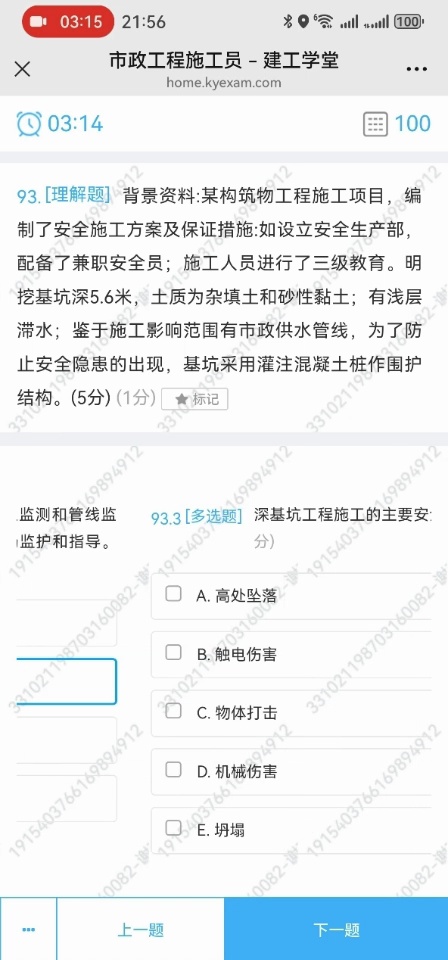 03:15 21:56 6 100
市政工程施工员 – 建工学堂
home.kyexam.com
03:14 100
93.[理解题] 背景资料:某构筑物工程施工项目，编
制了安全施工方案及保证措施:如设立安全生产部，
配备了兼职安全员；施工人员进行了三级教育。明
挖基坑深5.6米，土质为杂填土和砂性黏土；有浅层
滞水；鉴于施工影响范围有市政供水管线，为了防
止安全隐患的出现，基坑采用灌注混凝土桩作围护
结构。(5分) (1分) ★标记
监测和管线监
监护和指导。
93.3 [多选题] 深基坑工程施工的主要安
分)
A. 高处坠落
B. 触电伤害
C. 物体打击
D. 机械伤害
E. 坍塌
··· 上一题 下一题